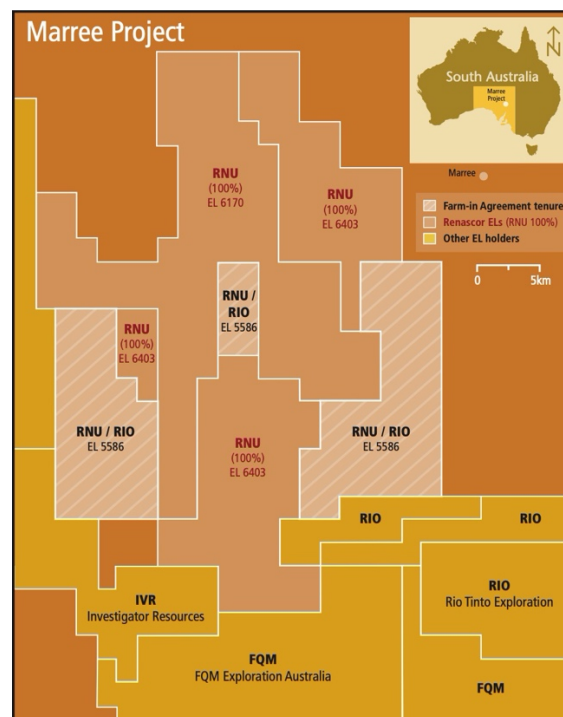 Marree Project
N
South Australia
Marree
Project
Marree
Farm-in Agreement tenure
Renascor ELs (RNU 100%)
Other EL holders
0 5km
RNU
(100%)
EL 6170
RNU
(100%)
EL 6403
RNU /
RIO
EL 5586
RNU
(100%)
EL 6403
RNU / RIO
EL 5586
RNU
(100%)
EL 6403
RNU / RIO
EL 5586
RIO
RIO
IVR
Investigator Resources
RIO
Rio Tinto Exploration
FQM
FQM Exploration Australia
FQM